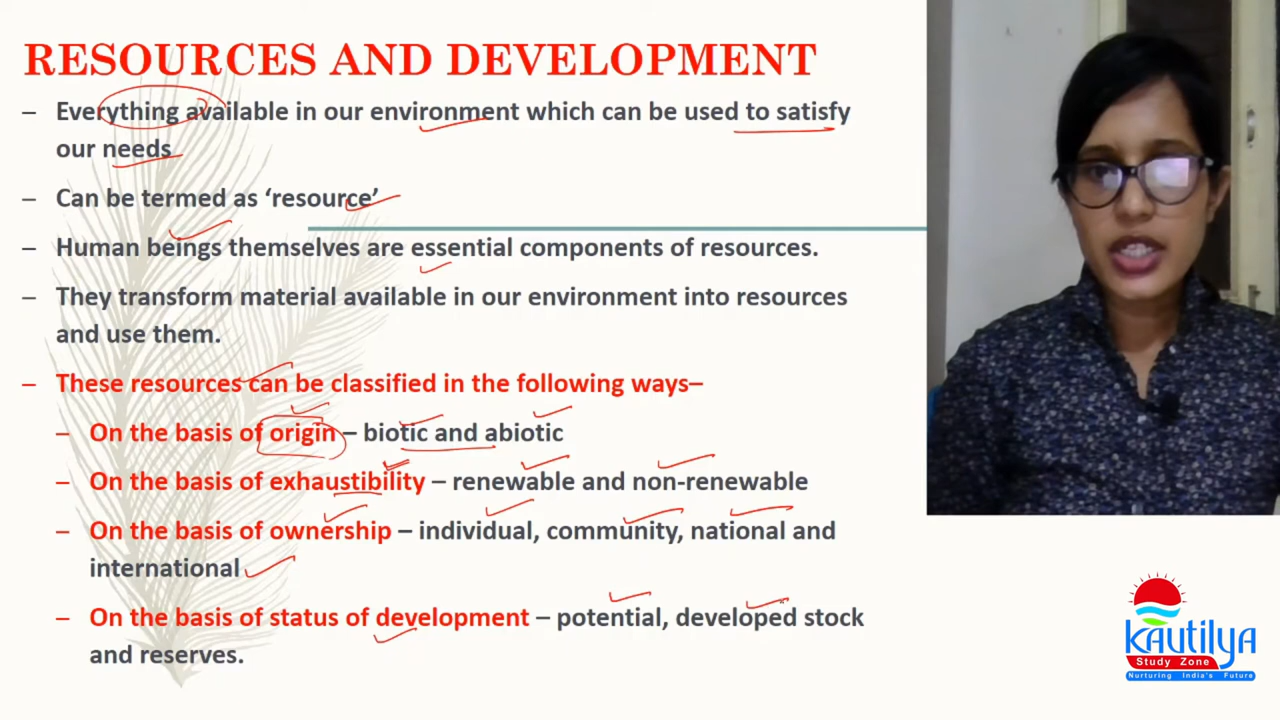 RESOURCES AND DEVELOPMENT
– Everything available in our environment which can be used to satisfy
our needs
– Can be termed as ‘resource’
– Human beings themselves are essential components of resources.
– They transform material available in our environment into resources
and use them.
– These resources can be classified in the following ways–
– On the basis of origin – biotic and abiotic
– On the basis of exhaustibility – renewable and non-renewable
– On the basis of ownership – individual, community, national and
international
– On the basis of status of development – potential, developed stock
and reserves.
Kautilya
Study Zone
Nurturing India's Future